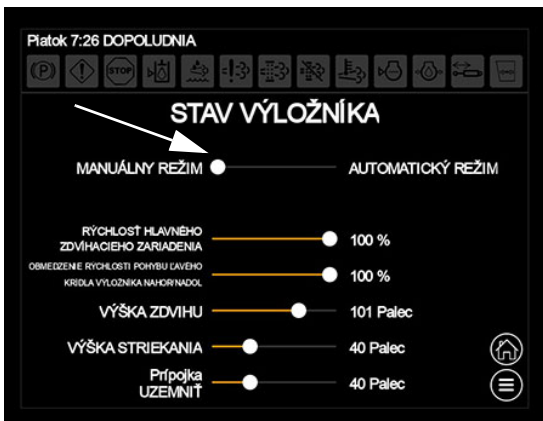 Piatok 7:26 DOPOLUDNIA
(P) STOP
STAV VÝLOŽNÍKA
MANUÁLNY REŽIM AUTOMATICKÝ REŽIM
RÝCHLOSŤ HLAVNÉHO
ZDVÍHACIEHO ZARIADENIA 100 %
OBMEDZENIE RÝCHLOSTI POHYBU ĽAVÉHO
KRÍDLA VÝLOŽNÍKA NAHOR/NADOL 100 %
VÝŠKA ZDVIHU 101 Palec
VÝŠKA STRIEKANIA 40 Palec
Prípojka
UZEMNIŤ 40 Palec